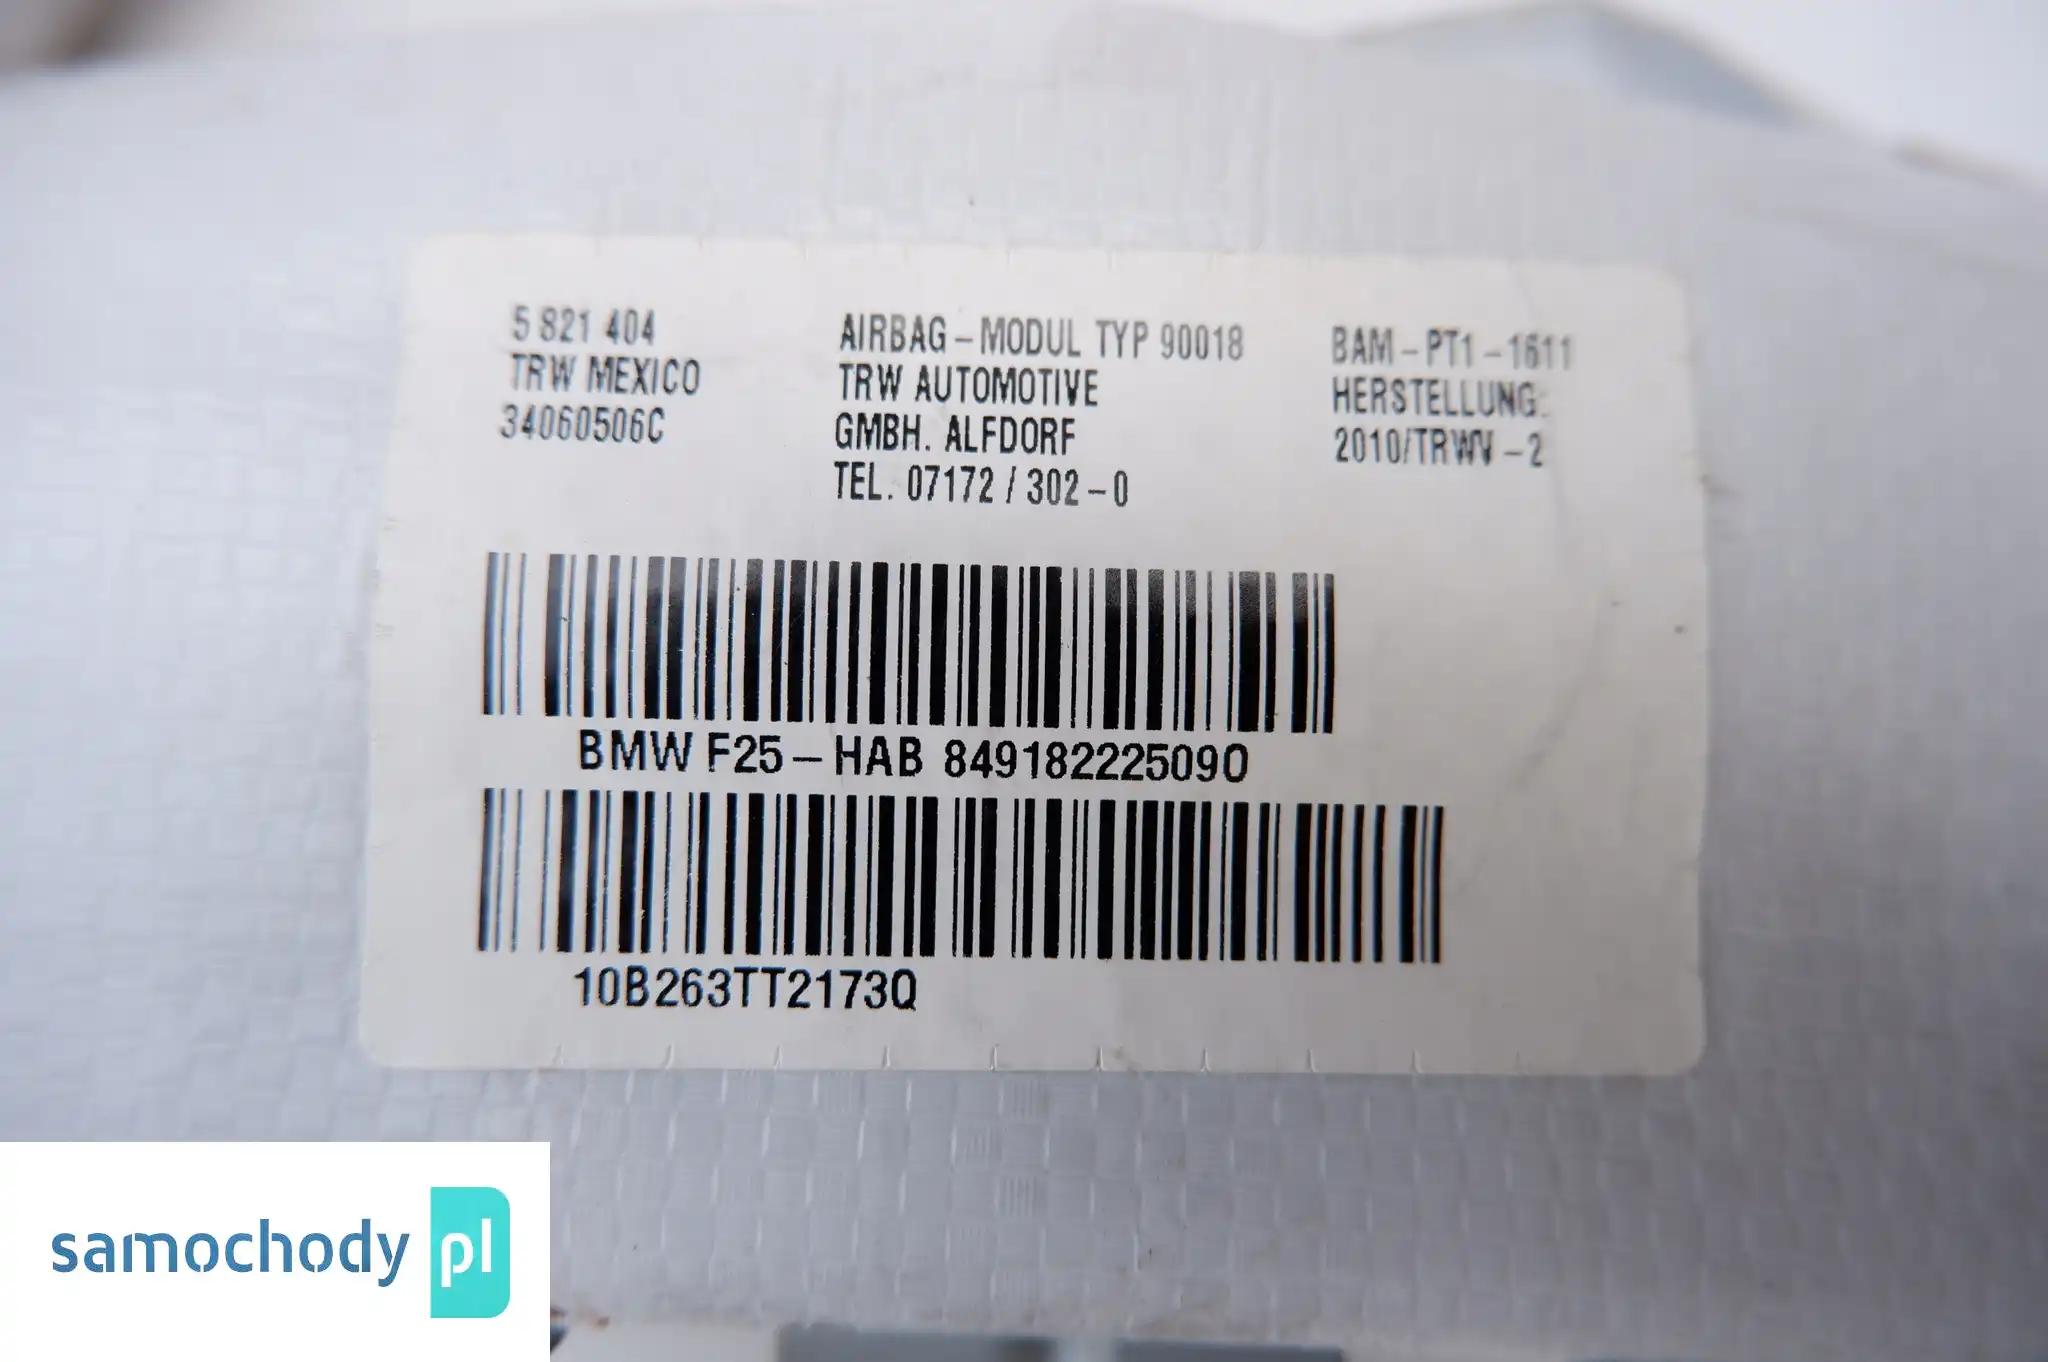 5 821 404
TRW MEXICO
34060506C
AIRBAG - MODUL TYP 90018
TRW AUTOMOTIVE
GMBH. ALFDORF
TEL. 07172 / 302 - 0
BAM - PT1 - 1611
HERSTELLUNG:
2010/TRWV - 2
BMW F25 - HAB 849182225090
10B263TT2173Q
samochody pl